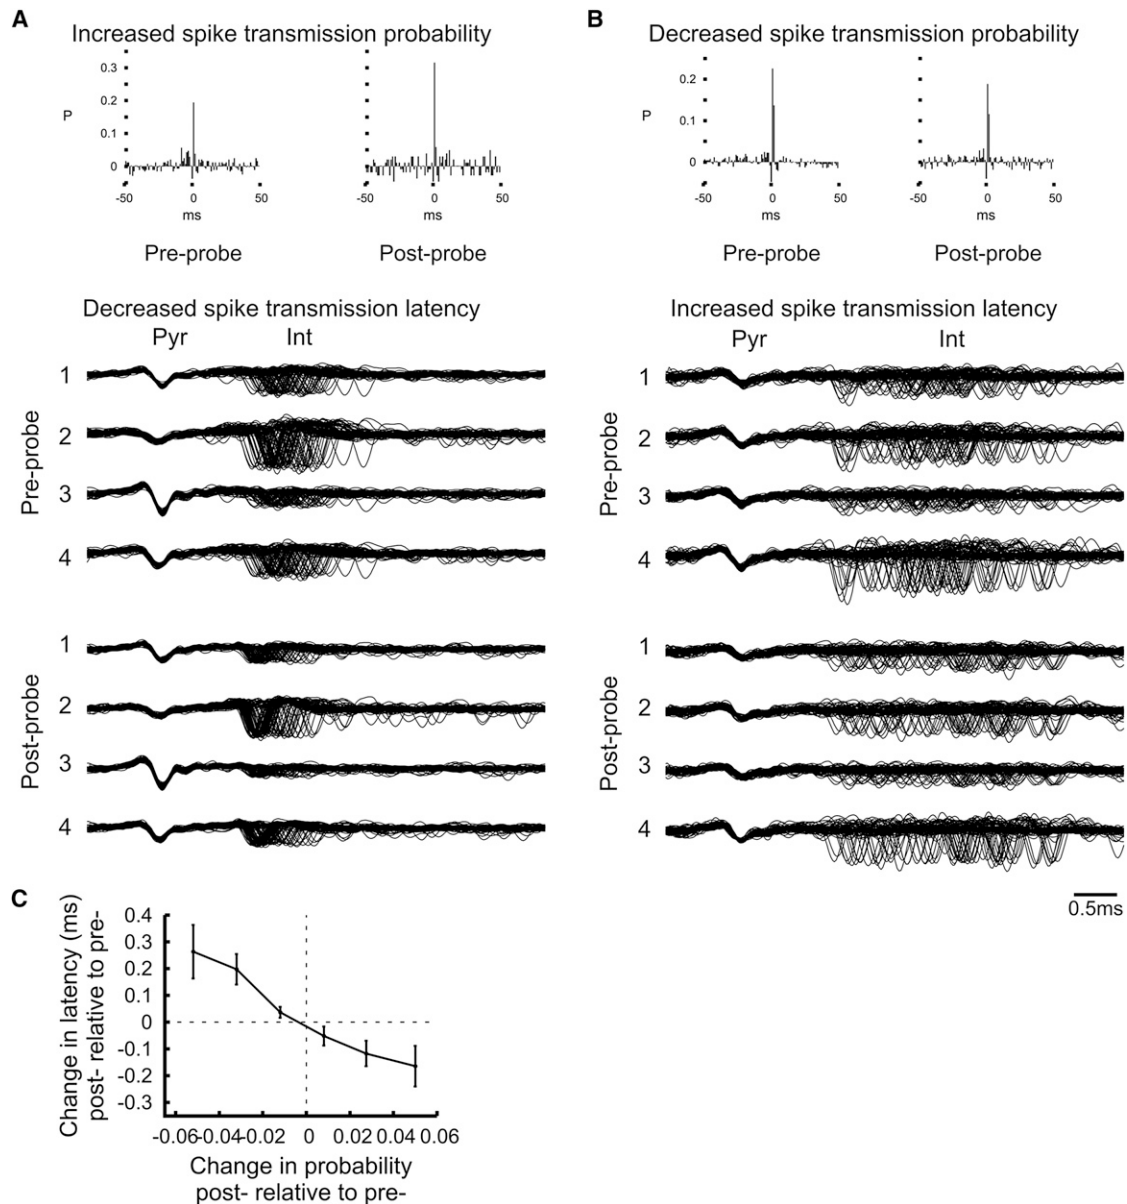 A
Increased spike transmission probability
0.3
0.2
P
0.1
0
-50
0
50
ms
Pre-probe
-50
0
50
ms
Post-probe
Decreased spike transmission latency
Pyr
Int
Pre-probe
1
2
3
4
Post-probe
1
2
3
4
B
Decreased spike transmission probability
0.2
P
0.1
0
-50
0
50
ms
Pre-probe
-50
0
50
ms
Post-probe
Increased spike transmission latency
Pyr
Int
Pre-probe
1
2
3
4
Post-probe
1
2
3
4
0.5ms
C
Change in latency (ms)
post- relative to pre-
0.4
0.3
0.2
0.1
0
-0.1
-0.2
-0.3
-0.06 -0.04 -0.02 0 0.02 0.04 0.06
Change in probability
post- relative to pre-